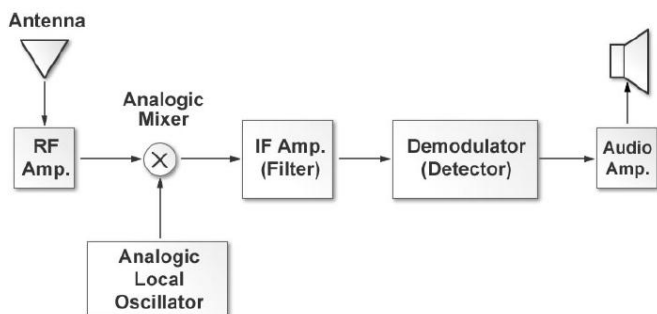 Antenna
Analogic
Mixer
RF
Amp.
IF Amp.
(Filter)
Demodulator
(Detector)
Audio
Amp.
Analogic
Local
Oscillator